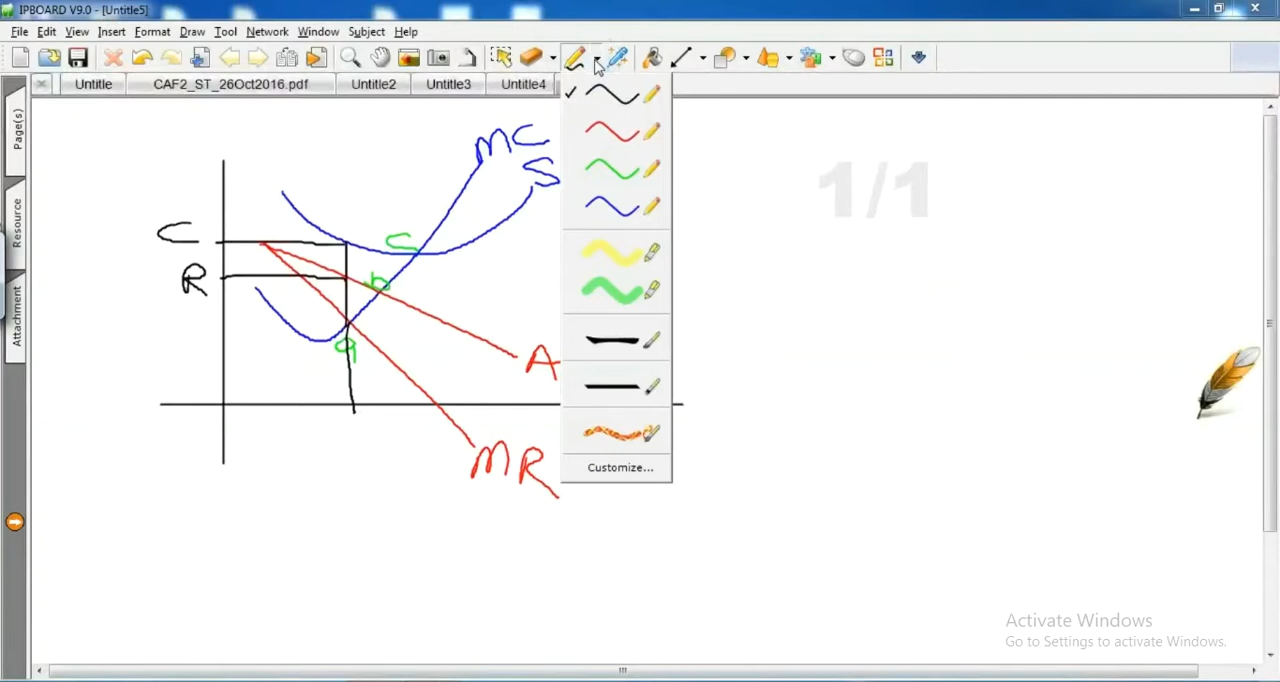 IPBOARD V9.0 - [Untitle5]
File Edit View Insert Format Draw Tool Network Window Subject Help
Untitle CAF2_ST_26Oct2016.pdf Untitle2 Untitle3 Untitle4
Page(s)
Resource
Attachment
1/1
MC
S
C
C
R
b
a
A
MR
Customize...
Activate Windows
Go to Settings to activate Windows.